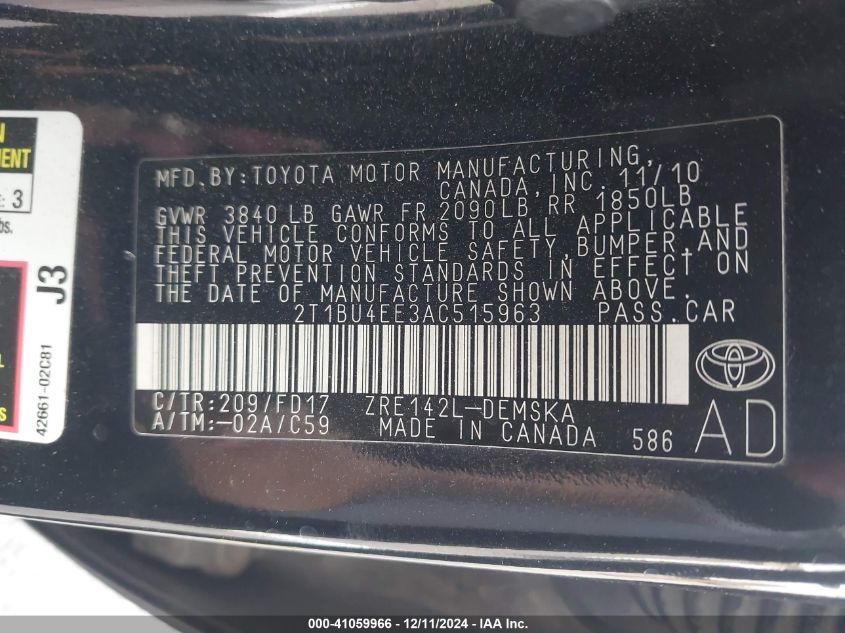 N
MENT
E: 3
bs.
J3
42661-02C81
L
S
MFD.BY:TOYOTA MOTOR MANUFACTURING,
CANADA,INC. 11/10
GVWR 3840 LB GAWR FR 2090LB RR 1850LB
THIS VEHICLE CONFORMS TO ALL APPLICABLE
FEDERAL MOTOR VEHICLE SAFETY,BUMPER,AND
THEFT PREVENTION STANDARDS IN EFFECT ON
THE DATE OF MANUFACTURE SHOWN ABOVE.
2T1BU4EE3AC515963 PASS.CAR
C/TR:209/FD17 ZRE142L-DEMSKA
A/TM:-02A/C59 MADE IN CANADA 586
AD
000-41059966 - 12/11/2024 - IAA Inc.